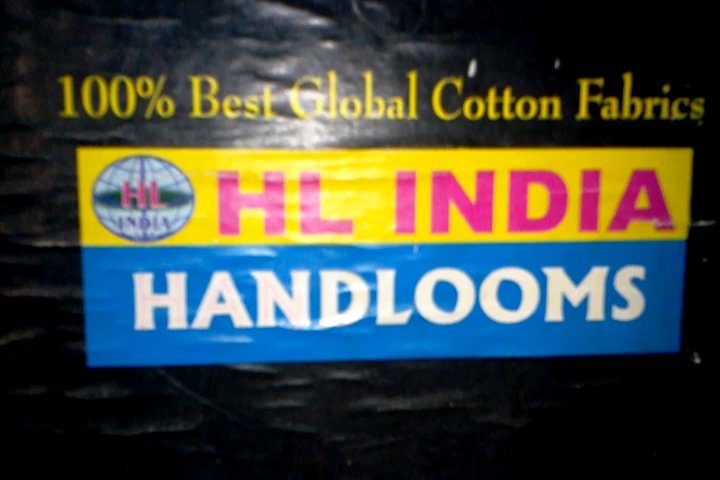 100% Best Global Cotton Fabrics
HL
INDIA
HL INDIA
HANDLOOMS